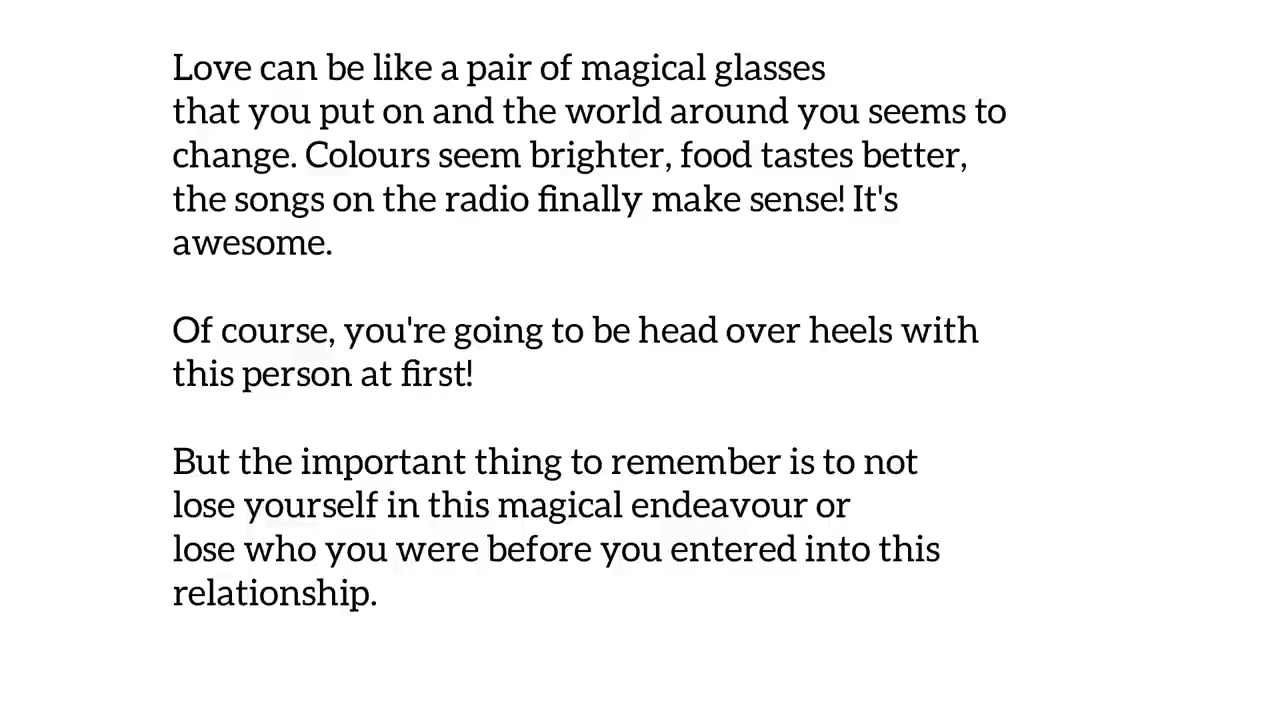 Love can be like a pair of magical glasses
that you put on and the world around you seems to
change. Colours seem brighter, food tastes better,
the songs on the radio finally make sense! It's
awesome.
Of course, you're going to be head over heels with
this person at first!
But the important thing to remember is to not
lose yourself in this magical endeavour or
lose who you were before you entered into this
relationship.